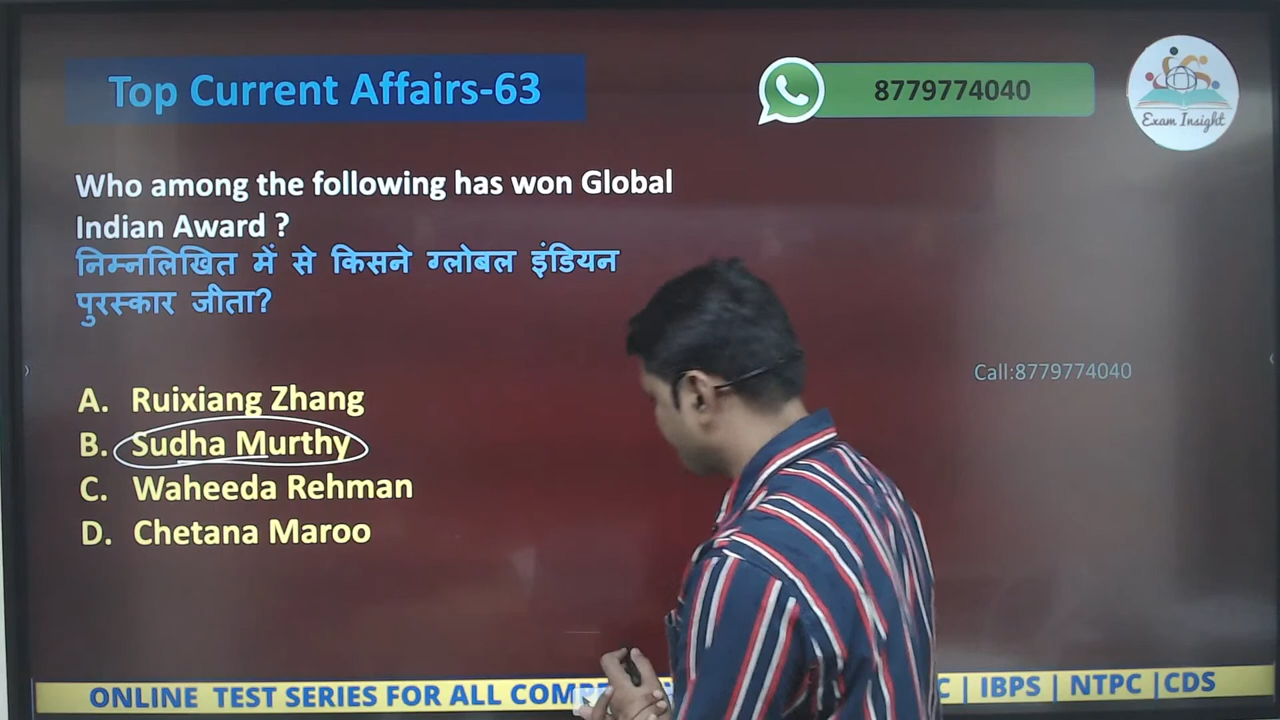 Top Current Affairs-63
8779774040
Exam Insight
Who among the following has won Global
Indian Award ?
निम्नलिखित में से किसने ग्लोबल इंडियन
पुरस्कार जीता?
Call:8779774040
A. Ruixiang Zhang
B. Sudha Murthy
C. Waheeda Rehman
D. Chetana Maroo
ONLINE TEST SERIES FOR ALL | IBPS | NTPC |CDS